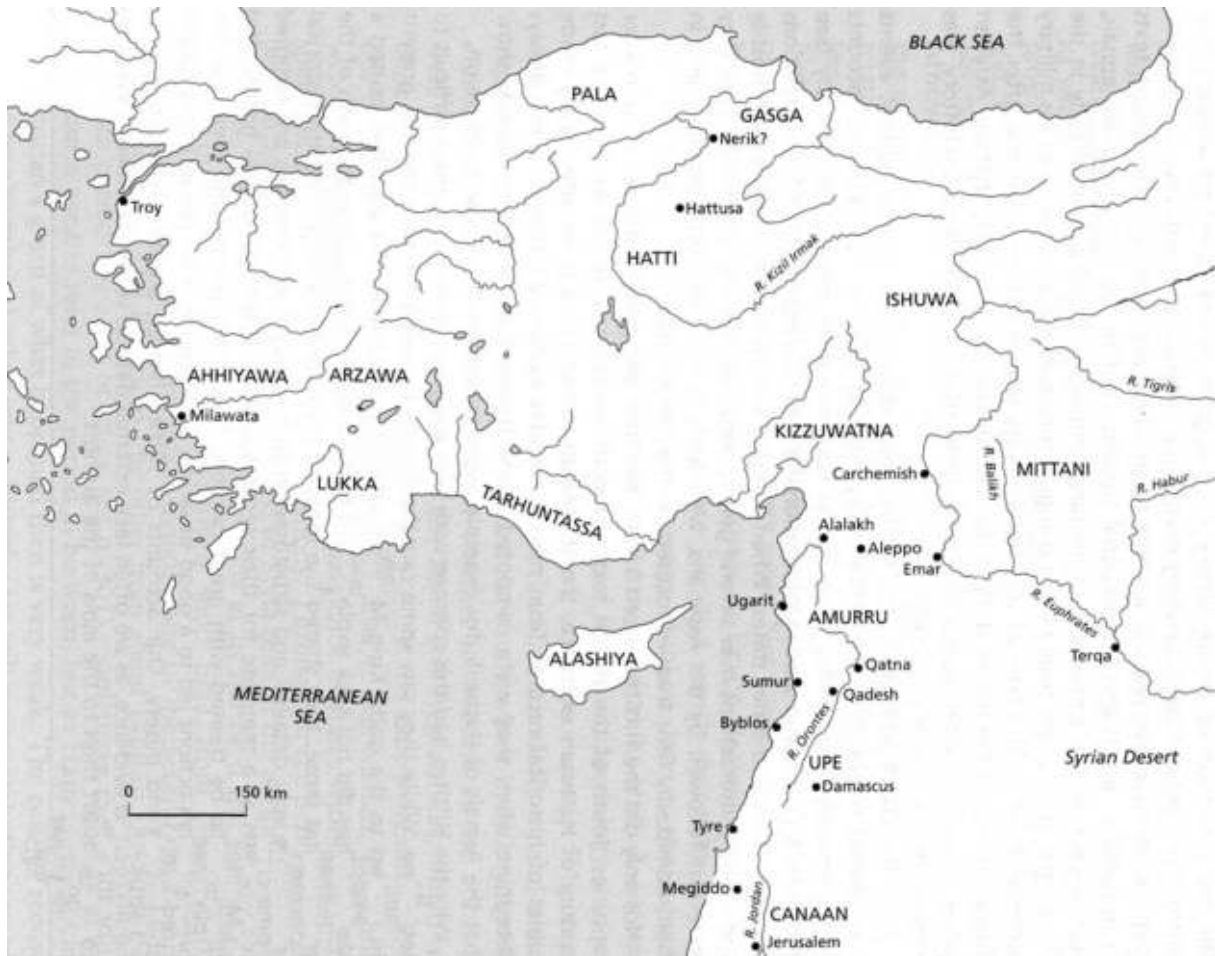 BLACK SEA
PALA
GASGA
Nerik?
Troy
Hattusa
HATTI
R. Kizil Irmak
ISHUWA
AHHIYAWA
ARZAWA
R. Tigris
Milawata
KIZZUWATNA
LUKKA
TARHUNTASSA
Carchemish
R. Balikh
MITTANI
R. Habur
Alalakh
Aleppo
Emar
Ugarit
AMURRU
R. Euphrates
ALASHIYA
Terqa
Qatna
Sumur
Qadesh
MEDITERRANEAN
SEA
Byblos
R. Orontes
UPE
Syrian Desert
0 150 km
Damascus
Tyre
Megiddo
R. Jordan
CANAAN
Jerusalem